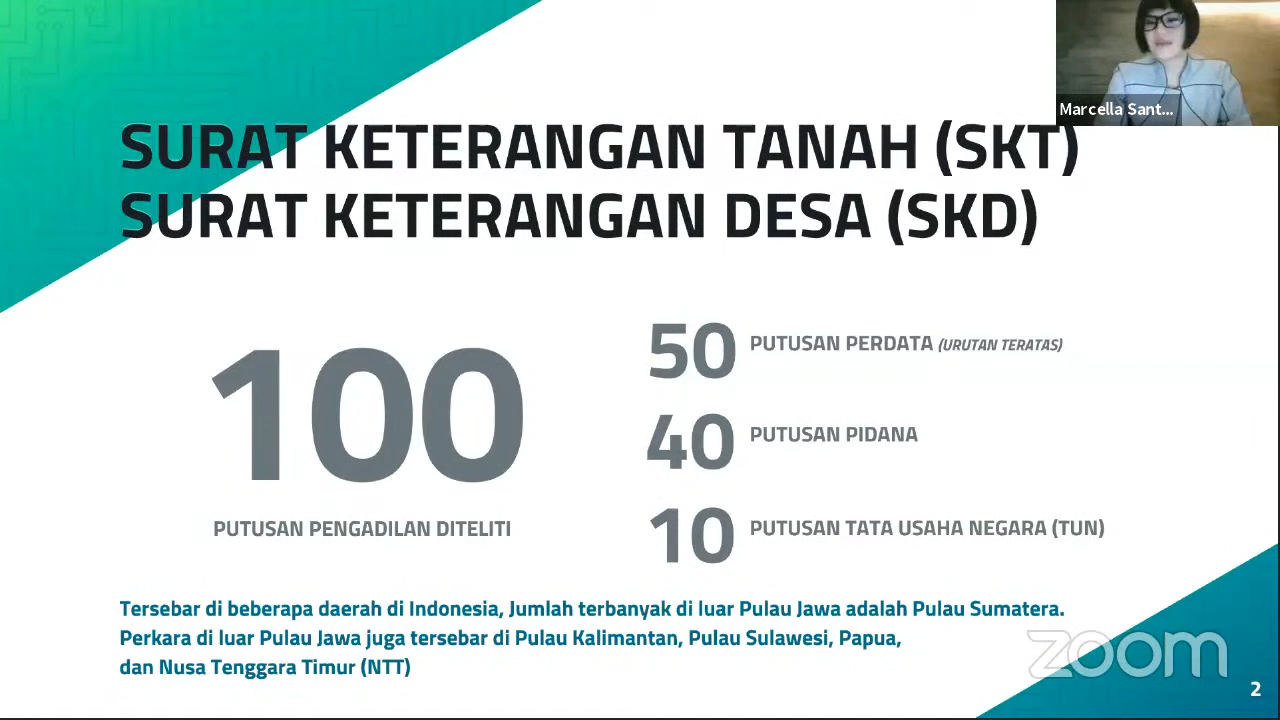 Marcella Sant...
SURAT KETERANGAN TANAH (SKT)
SURAT KETERANGAN DESA (SKD)
100
PUTUSAN PENGADILAN DITELITI
50 PUTUSAN PERDATA (URUTAN TERATAS)
40 PUTUSAN PIDANA
10 PUTUSAN TATA USAHA NEGARA (TUN)
Tersebar di beberapa daerah di Indonesia, Jumlah terbanyak di luar Pulau Jawa adalah Pulau Sumatera.
Perkara di luar Pulau Jawa juga tersebar di Pulau Kalimantan, Pulau Sulawesi, Papua,
dan Nusa Tenggara Timur (NTT)
zoom
2